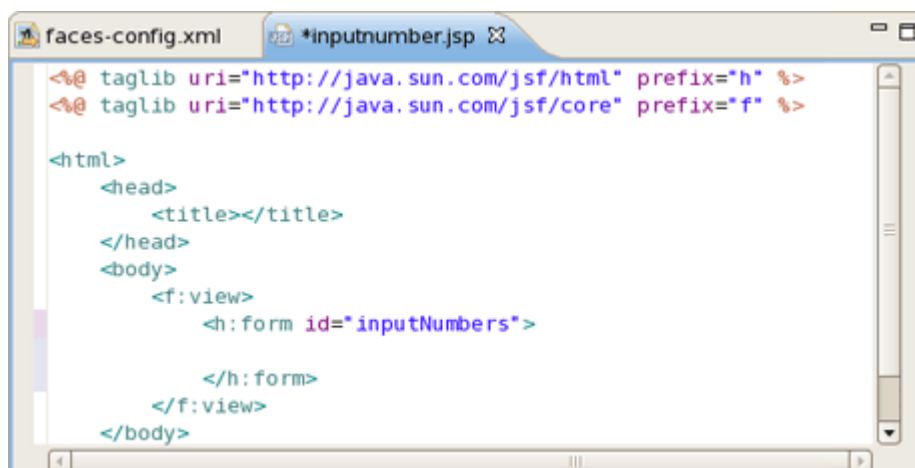 faces-config.xml *inputnumber.jsp
<%@ taglib uri="http://java.sun.com/jsf/html" prefix="h" %>
<%@ taglib uri="http://java.sun.com/jsf/core" prefix="f" %>
<html>
<head>
<title></title>
</head>
<body>
<f:view>
<h:form id="inputNumbers">
</h:form>
</f:view>
</body>